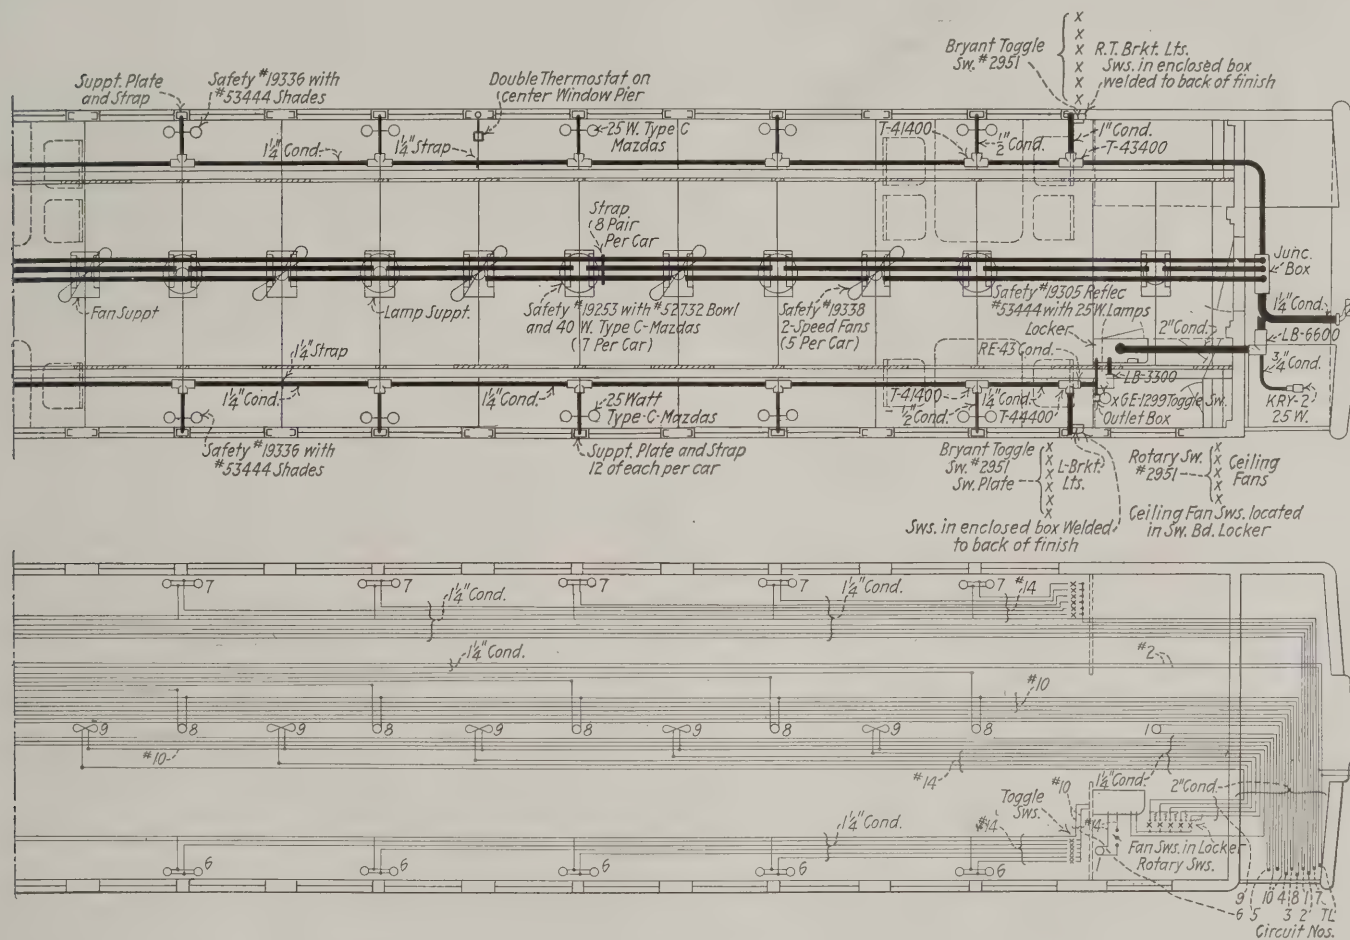 Bryant Toggle
Sw. #2951
x
x
x
x
x
x
R.T. Brkt. Lts.
Sws. in enclosed box
welded to back of finish
Suppt. Plate
and Strap
Safety #19336 with
#53444 Shades
Double Thermostat on
center Window Pier
1¼" Cond.
1¼" Strap
25 W. Type C
Mazdas
T-41400
½" Cond.
1" Cond.
T-43400
Strap
8 Pair
Per Car
Junc.
Box
Fan Suppt
Lamp Suppt.
Safety #19253 with #52732 Bowl
and 40 W. Type C-Mazdas
(7 Per Car)
Safety #19338
2-Speed Fans
(5 Per Car)
Safety #19305 Reflec
#53444 with 25 W. Lamps
Locker
2" Cond.
1¼" Cond.
LB-6600
RE-43 Cond.
¾" Cond.
1¼" Strap
LB-3300
1¼" Cond.
1¼" Cond.
T-41400
1¼" Cond.
xGE-1299 Toggle Sw.
KRY-2
25 W.
25 Watt
Type-C-Mazdas
½" Cond.
T-44400
Outlet Box
Safety #19336 with
#53444 Shades
Suppt. Plate and Strap
12 of each per car
Bryant Toggle
Sw. #2951
Sw. Plate
x
x
x
x
x
x
L-Brkt.
Lts.
Rotary Sw.
#2951
x
x
x
x
x
Ceiling
Fans
Ceiling Fan Sws. located
in Sw. Bd. Locker
Sws. in enclosed box Welded
to back of finish
7
7
7
7
7
1¼" Cond.
1¼" Cond.
#14
1¼" Cond.
#2
#10
9
8
9
8
9
8
9
8
9
8
1
#10
#14
#10
1¼" Cond.
2" Cond.
Toggle
Sws.
1¼" Cond.
#14
#14
Fan Sws. in Locker
Rotary Sws.
1
6
6
6
6
6
9 10 4 8 1 7
6 5 3 2 TL
Circuit Nos.